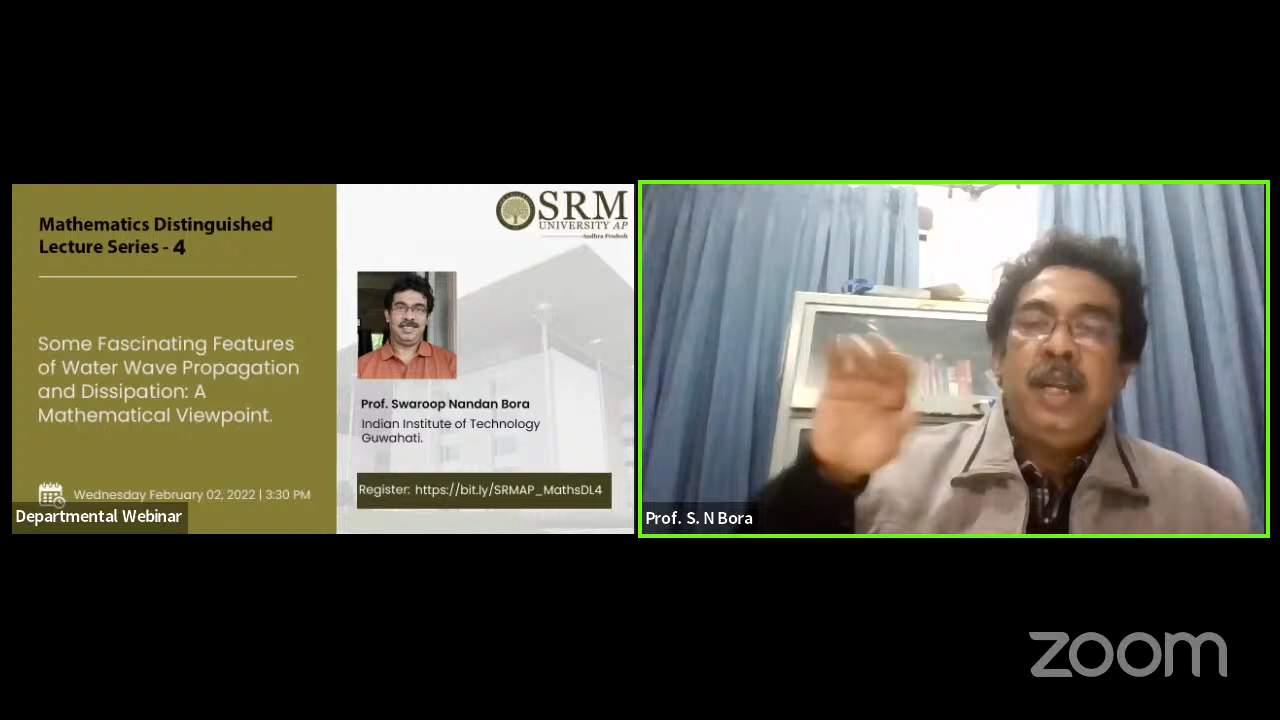 Mathematics Distinguished
Lecture Series - 4
Some Fascinating Features
of Water Wave Propagation
and Dissipation: A
Mathematical Viewpoint.
Wednesday February 02, 2022 | 3:30 PM
Departmental Webinar
SRM
UNIVERSITY AP
Andhra Pradesh
Prof. Swaroop Nandan Bora
Indian Institute of Technology
Guwahati.
Register: https://bit.ly/SRMAP_MathsDL4
Prof. S. N Bora
zoom